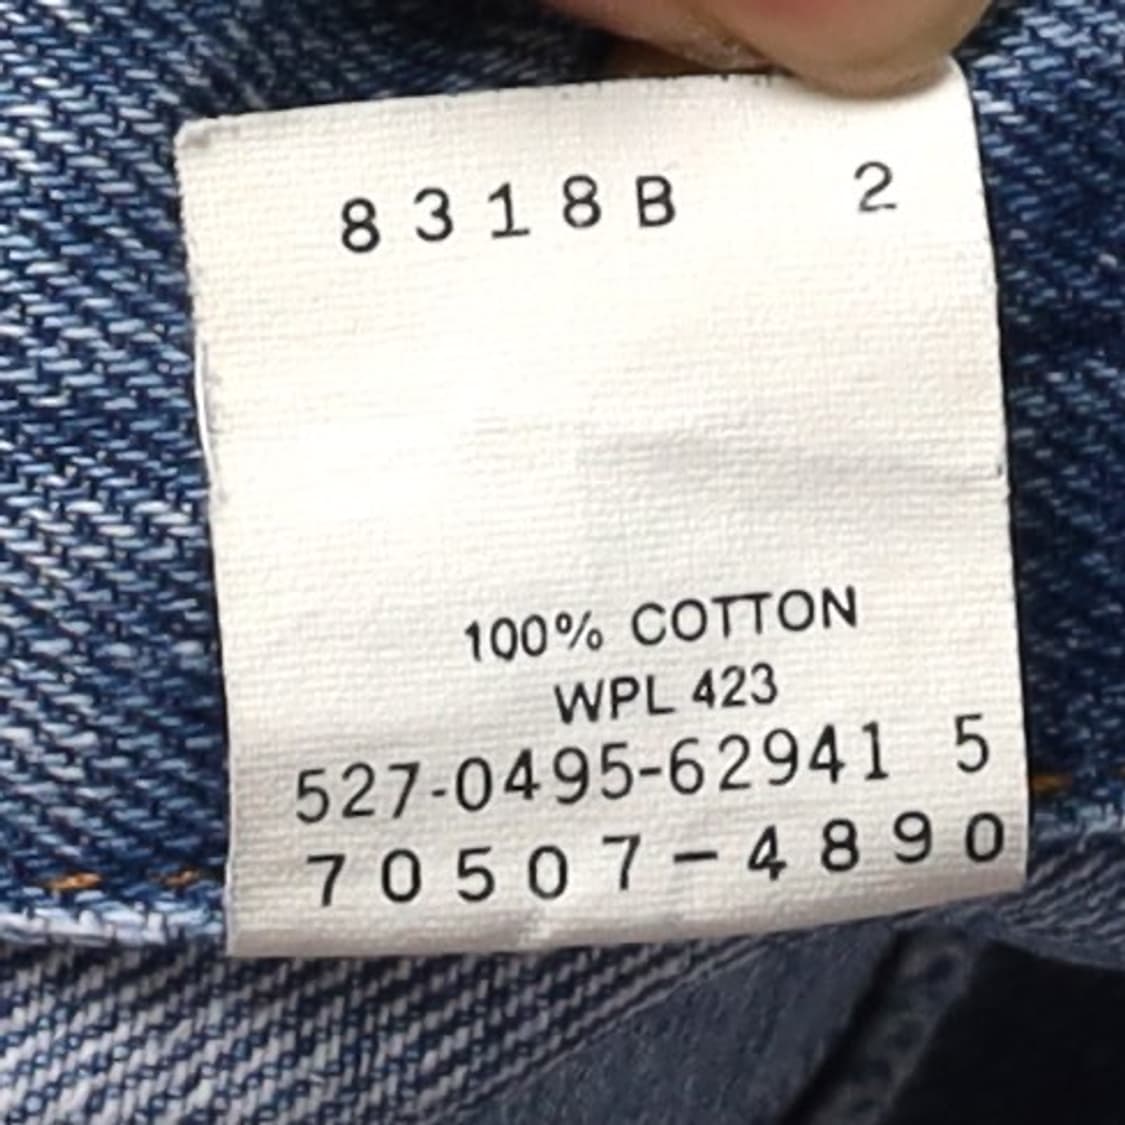 8318B 2
100% COTTON
WPL 423
527-0495-62941 5
70507-4890